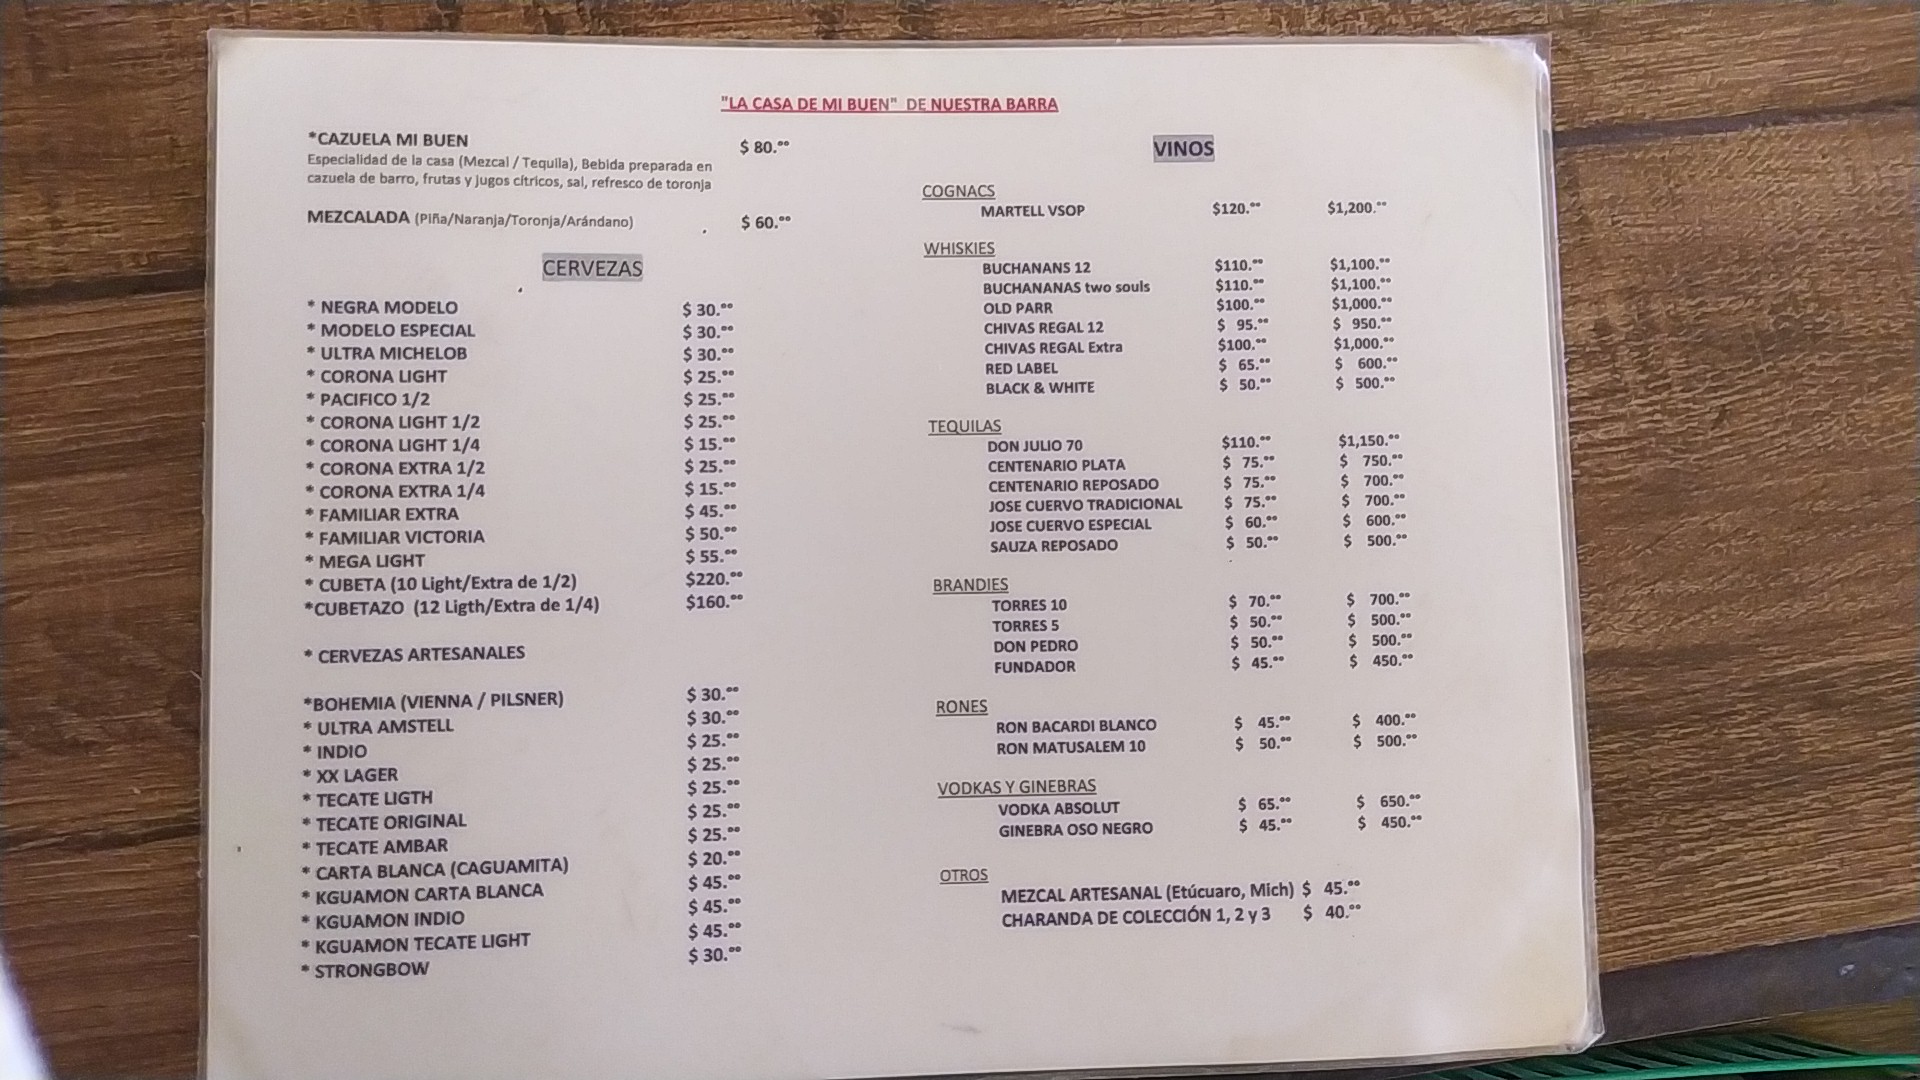 "LA CASA DE MI BUEN" DE NUESTRA BARRA
*CAZUELA MI BUEN $ 80.ºº
Especialidad de la casa (Mezcal / Tequila), Bebida preparada en
cazuela de barro, frutas y jugos cítricos, sal, refresco de toronja
MEZCALADA (Piña/Naranja/Toronja/Arándano) $ 60.ºº
CERVEZAS
* NEGRA MODELO $ 30.ºº
* MODELO ESPECIAL $ 30.ºº
* ULTRA MICHELOB $ 30.ºº
* CORONA LIGHT $ 25.ºº
* PACIFICO 1/2 $ 25.ºº
* CORONA LIGHT 1/2 $ 25.ºº
* CORONA LIGHT 1/4 $ 15.ºº
* CORONA EXTRA 1/2 $ 25.ºº
* CORONA EXTRA 1/4 $ 15.ºº
* FAMILIAR EXTRA $ 45.ºº
* FAMILIAR VICTORIA $ 50.ºº
* MEGA LIGHT $ 55.ºº
* CUBETA (10 Light/Extra de 1/2) $220.ºº
*CUBETAZO (12 Ligth/Extra de 1/4) $160.ºº
* CERVEZAS ARTESANALES
*BOHEMIA (VIENNA / PILSNER) $ 30.ºº
* ULTRA AMSTELL $ 30.ºº
* INDIO $ 25.ºº
* XX LAGER $ 25.ºº
* TECATE LIGTH $ 25.ºº
* TECATE ORIGINAL $ 25.ºº
* TECATE AMBAR $ 25.ºº
* CARTA BLANCA (CAGUAMITA) $ 20.ºº
* KGUAMON CARTA BLANCA $ 45.ºº
* KGUAMON INDIO $ 45.ºº
* KGUAMON TECATE LIGHT $ 45.ºº
* STRONGBOW $ 30.ºº
VINOS
COGNACS
MARTELL VSOP $120.ºº $1,200.ºº
WHISKIES
BUCHANANS 12 $110.ºº $1,100.ºº
BUCHANANAS two souls $110.ºº $1,100.ºº
OLD PARR $100.ºº $1,000.ºº
CHIVAS REGAL 12 $ 95.ºº $ 950.ºº
CHIVAS REGAL Extra $100.ºº $1,000.ºº
RED LABEL $ 65.ºº $ 600.ºº
BLACK & WHITE $ 50.ºº $ 500.ºº
TEQUILAS
DON JULIO 70 $110.ºº $1,150.ºº
CENTENARIO PLATA $ 75.ºº $ 750.ºº
CENTENARIO REPOSADO $ 75.ºº $ 700.ºº
JOSE CUERVO TRADICIONAL $ 75.ºº $ 700.ºº
JOSE CUERVO ESPECIAL $ 60.ºº $ 600.ºº
SAUZA REPOSADO $ 50.ºº $ 500.ºº
BRANDIES
TORRES 10 $ 70.ºº $ 700.ºº
TORRES 5 $ 50.ºº $ 500.ºº
DON PEDRO $ 50.ºº $ 500.ºº
FUNDADOR $ 45.ºº $ 450.ºº
RONES
RON BACARDI BLANCO $ 45.ºº $ 400.ºº
RON MATUSALEM 10 $ 50.ºº $ 500.ºº
VODKAS Y GINEBRAS
VODKA ABSOLUT $ 65.ºº $ 650.ºº
GINEBRA OSO NEGRO $ 45.ºº $ 450.ºº
OTROS
MEZCAL ARTESANAL (Etúcuaro, Mich) $ 45.ºº
CHARANDA DE COLECCIÓN 1, 2 y 3 $ 40.ºº